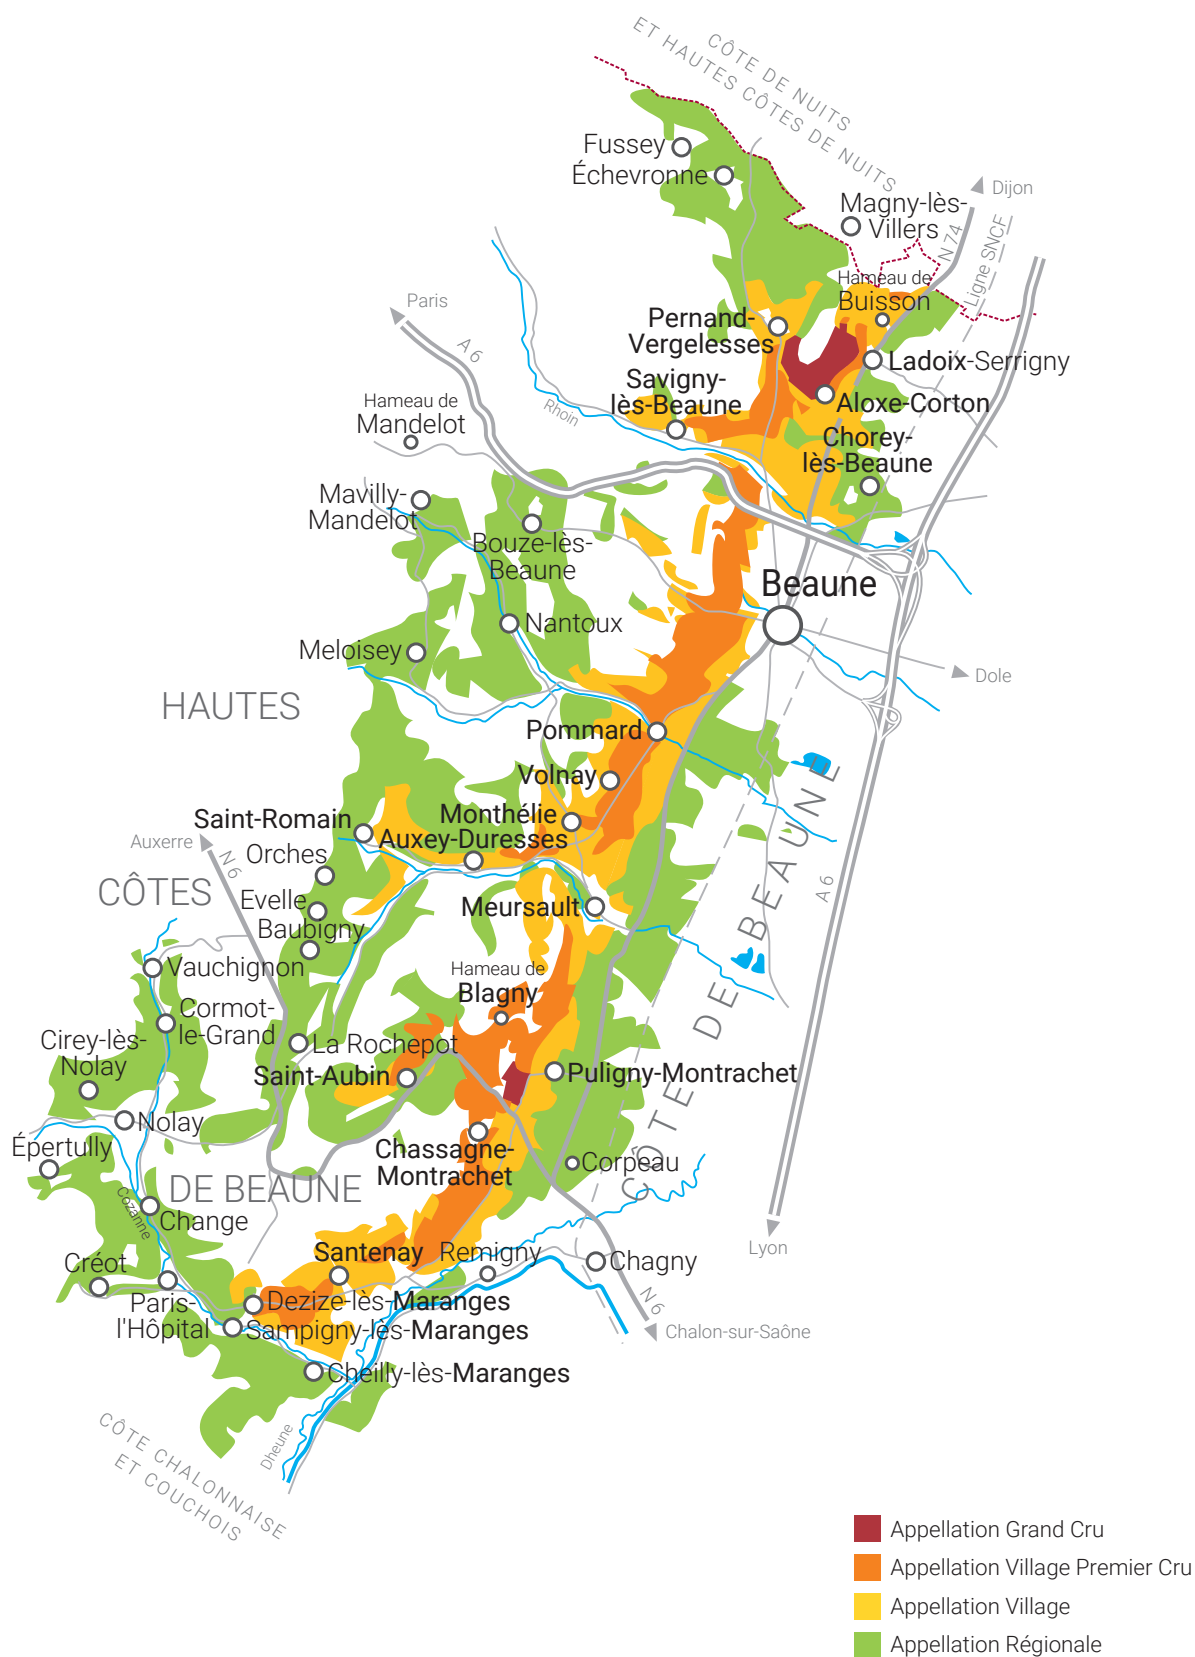 CÔTE DE NUITS
ET HAUTES CÔTES DE NUITS
Fussey
Échevronne
Dijon
Magny-lès-
Villers
N 74
Ligne SNCF
Hameau de
Buisson
Paris
A 6
Pernand-
Vergelesses
Ladoix-Serrigny
Savigny-
lès-Beaune
Rhoin
Aloxe-Corton
Hameau de
Mandelot
Chorey-
lès-Beaune
Mavilly-
Mandelot
Bouze-lès-
Beaune
Beaune
Nantoux
Meloisey
Dole
HAUTES
Pommard
Volnay
Saint-Romain
Monthélie
Auxey-Duresses
Auxerre
N 6
Orches
CÔTES
Evelle
Baubigny
Meursault
A 6
CÔTE DE BEAUNE
Vauchignon
Hameau de
Blagny
Cormot-
le-Grand
Cirey-lès-
Nolay
La Rochepot
Saint-Aubin
Puligny-Montrachet
Nolay
Épertully
Chassagne-
Montrachet
Corpeau
DE BEAUNE
Cozanne
Change
Lyon
Santenay
Remigny
Chagny
Créot
Paris-
l'Hôpital
Dezize-lès-Maranges
N 6
Sampigny-lès-Maranges
Chalon-sur-Saône
Cheilly-lès-Maranges
Dheune
CÔTE CHALONNAISE
ET COUCHOIS
Appellation Grand Cru
Appellation Village Premier Cru
Appellation Village
Appellation Régionale